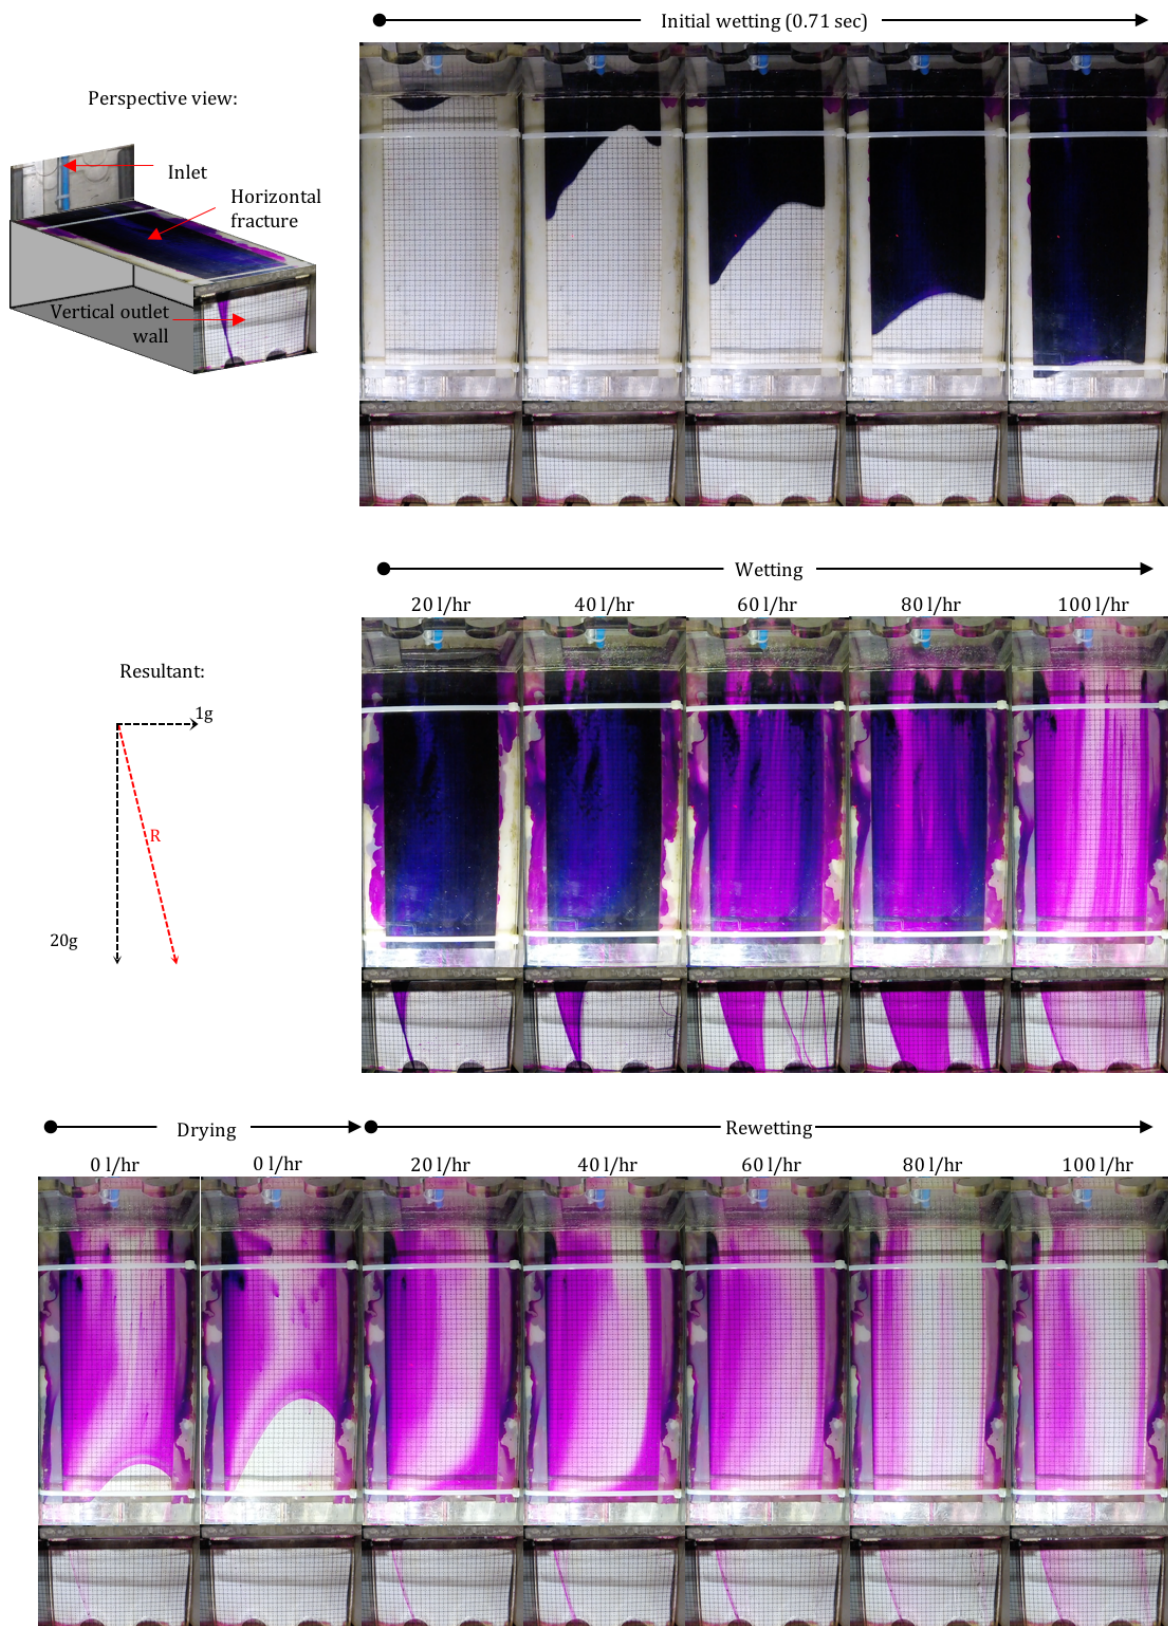 Initial wetting (0.71 sec)
Perspective view:
Inlet
Horizontal
fracture
Vertical outlet
wall
Wetting
20 l/hr 40 l/hr 60 l/hr 80 l/hr 100 l/hr
Resultant:
1g
R
20g
Drying Rewetting
0 l/hr 0 l/hr 20 l/hr 40 l/hr 60 l/hr 80 l/hr 100 l/hr